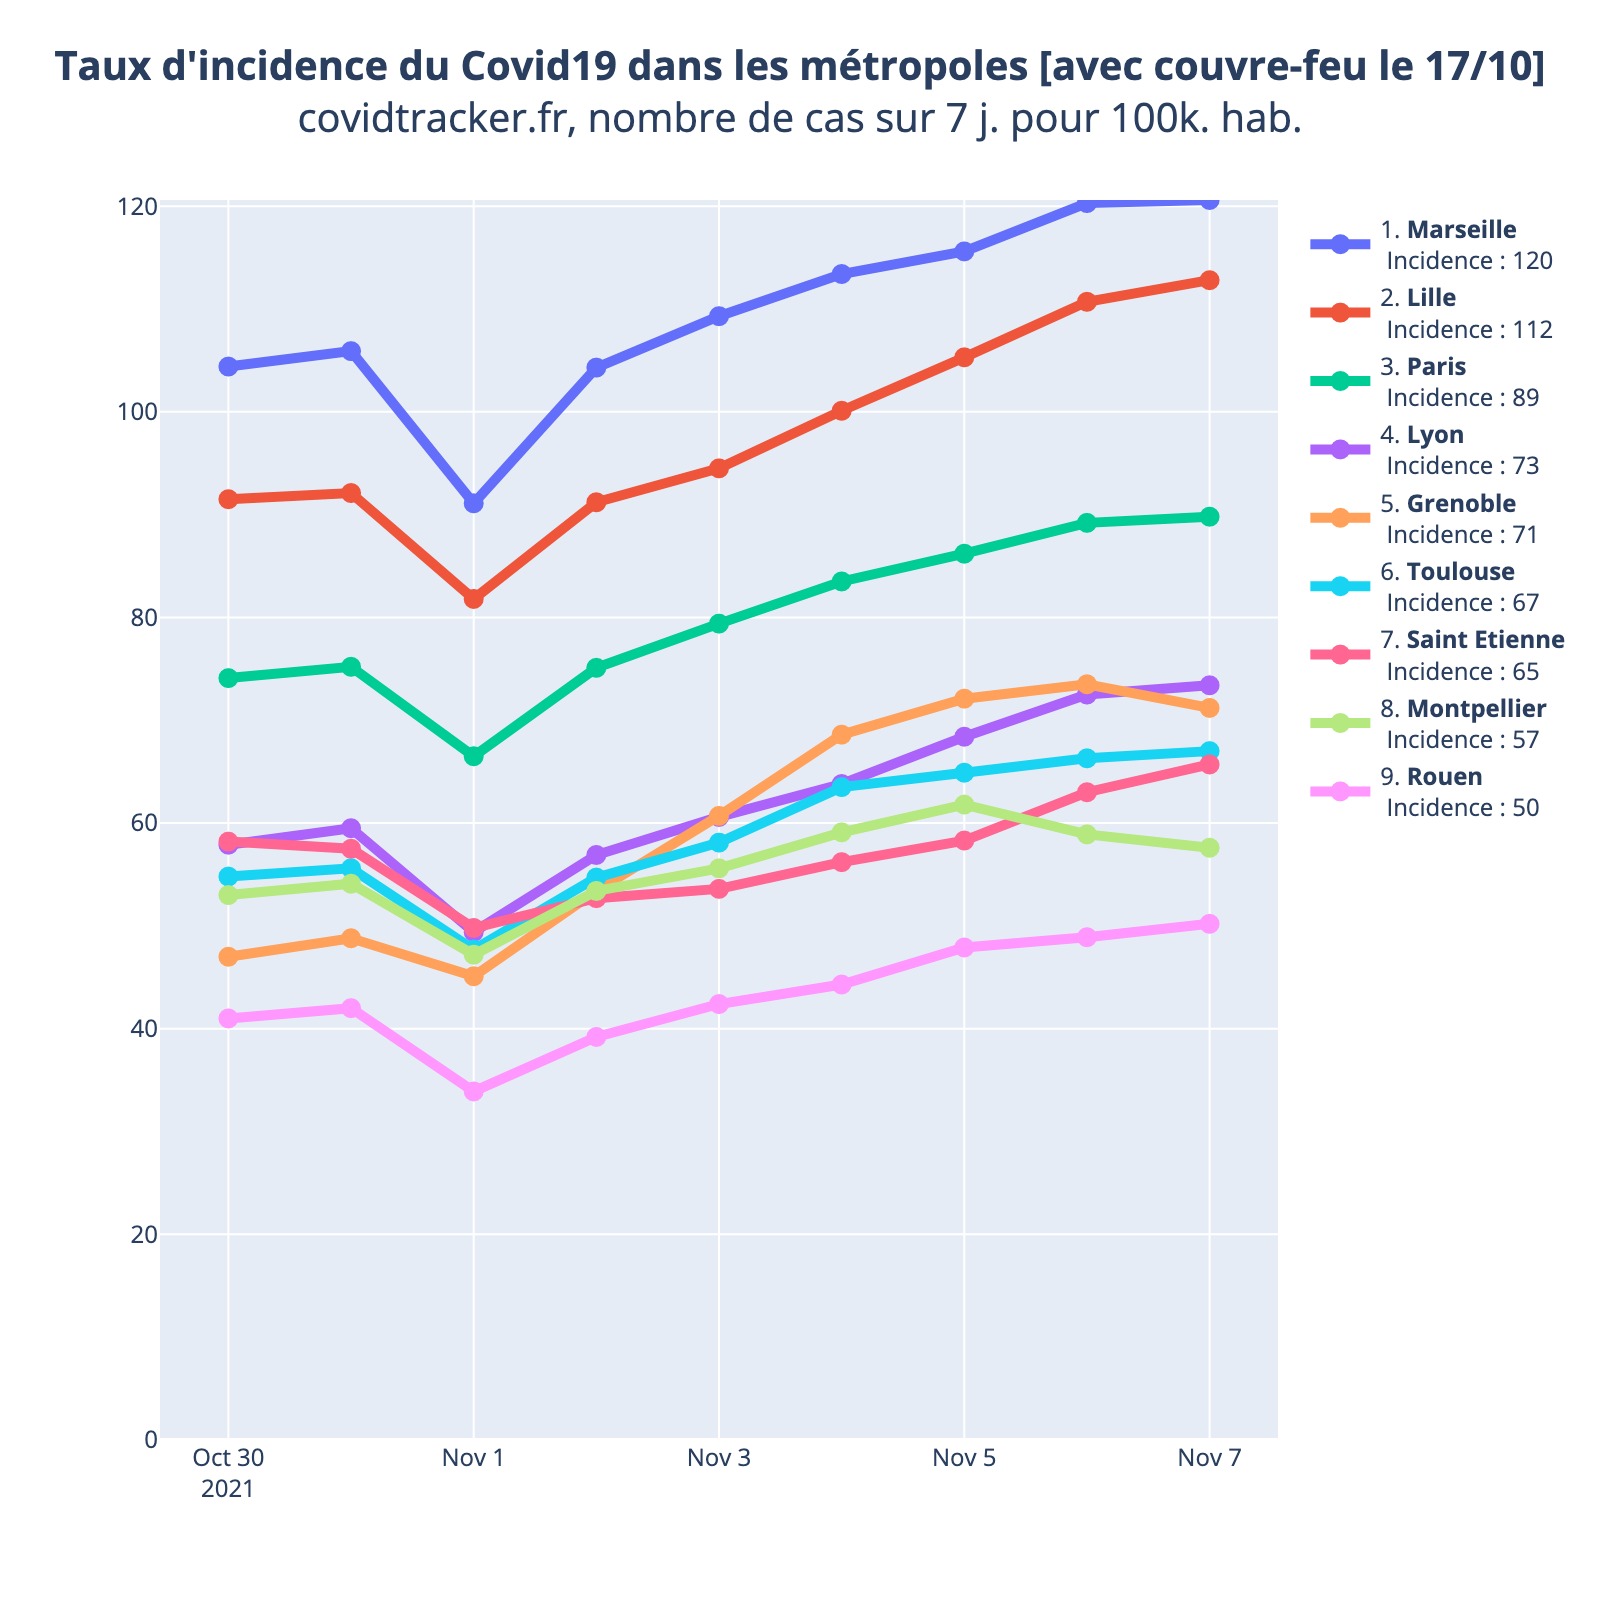 Taux d'incidence du Covid19 dans les métropoles [avec couvre-feu le 17/10]
covidtracker.fr, nombre de cas sur 7 j. pour 100k. hab.
120
100
80
60
40
20
0
Oct 30
2021
Nov 1
Nov 3
Nov 5
Nov 7
1. Marseille
Incidence : 120
2. Lille
Incidence : 112
3. Paris
Incidence : 89
4. Lyon
Incidence : 73
5. Grenoble
Incidence : 71
6. Toulouse
Incidence : 67
7. Saint Etienne
Incidence : 65
8. Montpellier
Incidence : 57
9. Rouen
Incidence : 50